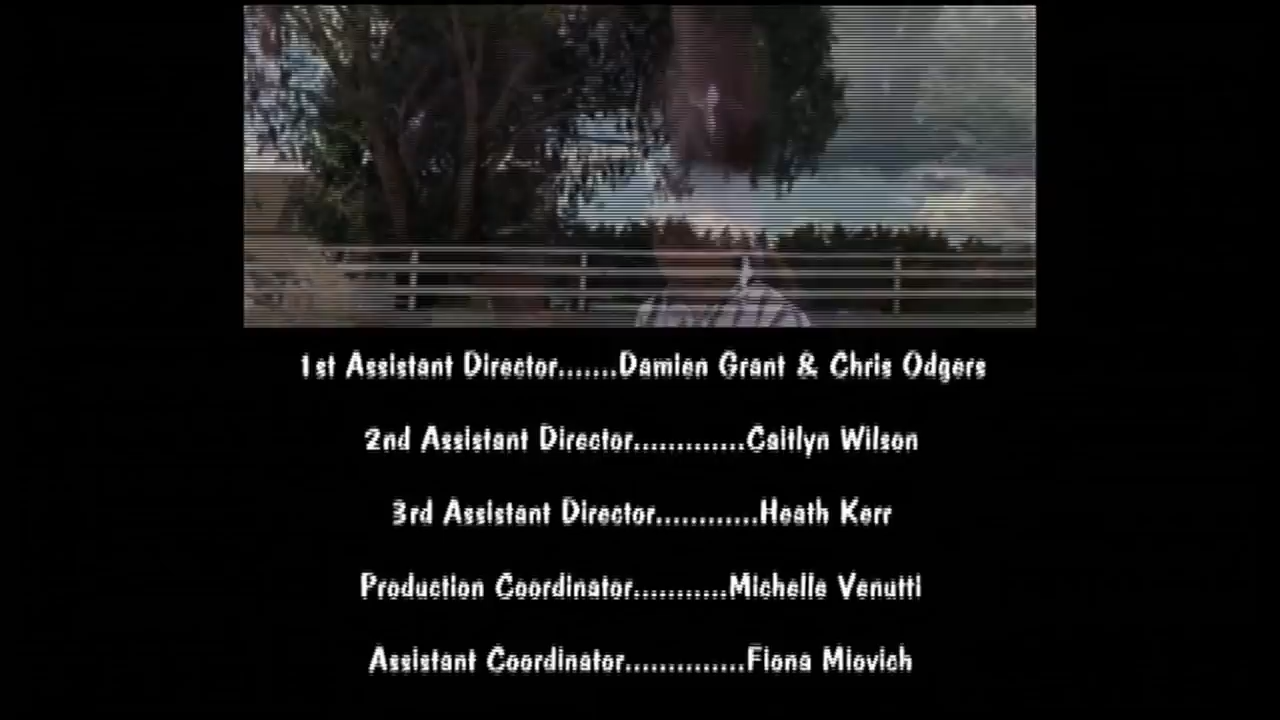 1st Assistant Director.......Damien Grant & Chris Odgers
2nd Assistant Director.............Caitlyn Wilson
3rd Assistant Director............Heath Kerr
Production Coordinator...........Michelle Venutti
Assistant Coordinator..............Fiona Miovich